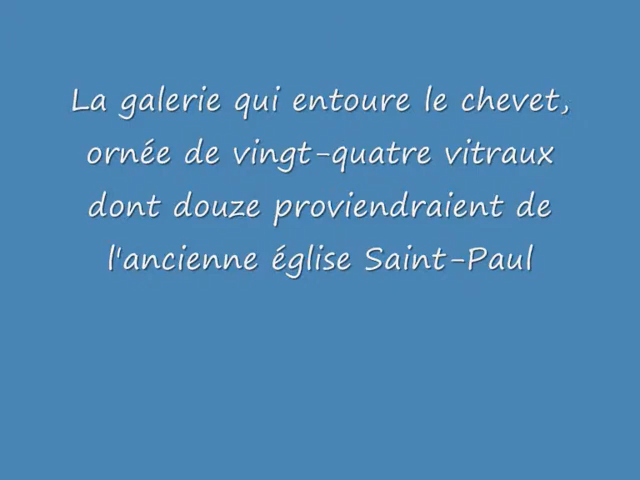 La galerie qui entoure le chevet,
ornée de vingt-quatre vitraux
dont douze proviendraient de
l'ancienne église Saint-Paul